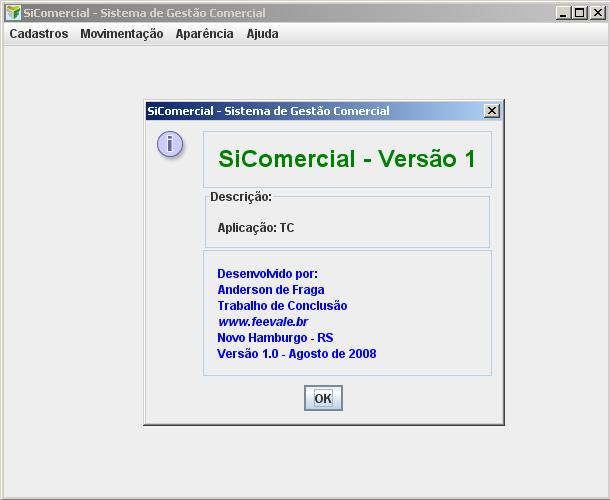 SiComercial - Sistema de Gestão Comercial
Cadastros Movimentação Aparência Ajuda
SiComercial - Sistema de Gestão Comercial
SiComercial - Versão 1
Descrição:
Aplicação: TC
Desenvolvido por:
Anderson de Fraga
Trabalho de Conclusão
www.feevale.br
Novo Hamburgo - RS
Versão 1.0 - Agosto de 2008
OK